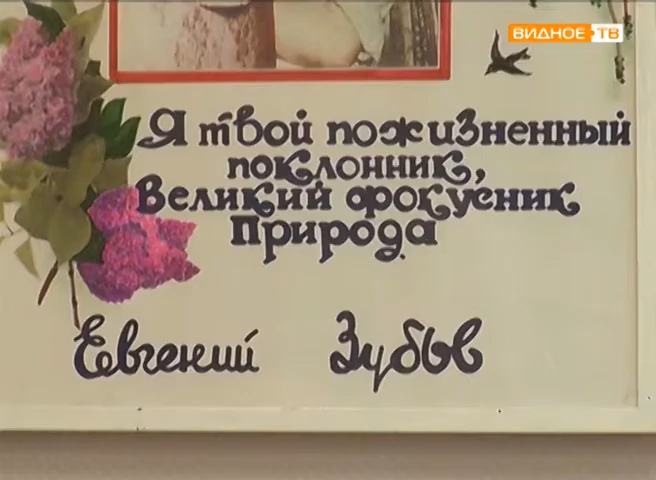 ВИДНОЕ ТВ
Я твой пожизненный
поклонник,
Великий фокусник
Природа
Евгений Зубов